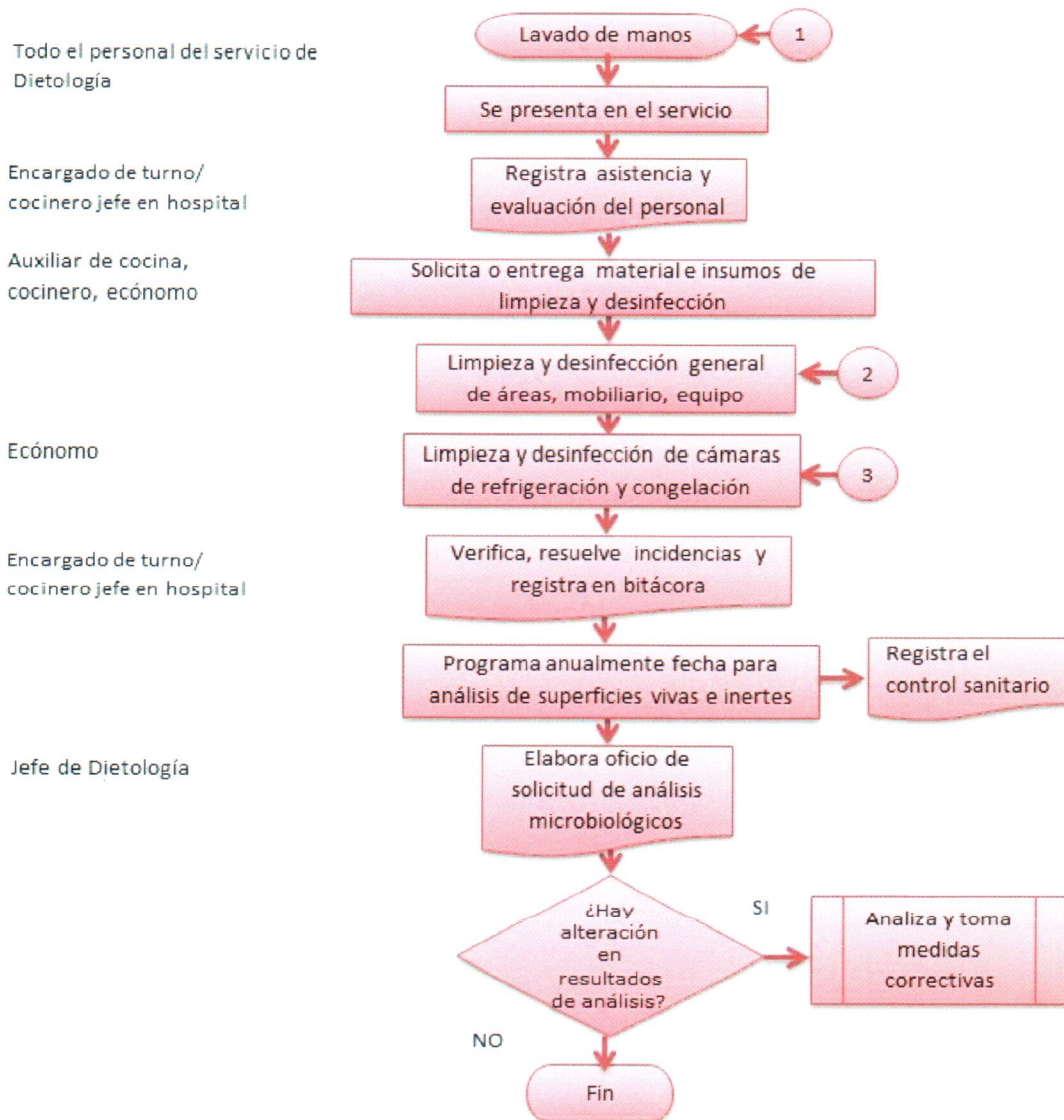 Todo el personal del servicio de
Dietología
Lavado de manos
1
Se presenta en el servicio
Encargado de turno/
cocinero jefe en hospital
Registra asistencia y
evaluación del personal
Auxiliar de cocina,
cocinero, ecónomo
Solicita o entrega material e insumos de
limpieza y desinfección
Limpieza y desinfección general
de áreas, mobiliario, equipo
2
Ecónomo
Limpieza y desinfección de cámaras
de refrigeración y congelación
3
Encargado de turno/
cocinero jefe en hospital
Verifica, resuelve incidencias y
registra en bitácora
Programa anualmente fecha para
análisis de superficies vivas e inertes
Registra el
control sanitario
Jefe de Dietología
Elabora oficio de
solicitud de análisis
microbiológicos
¿Hay
alteración
en
resultados
de análisis?
SI
Analiza y toma
medidas
correctivas
NO
Fin